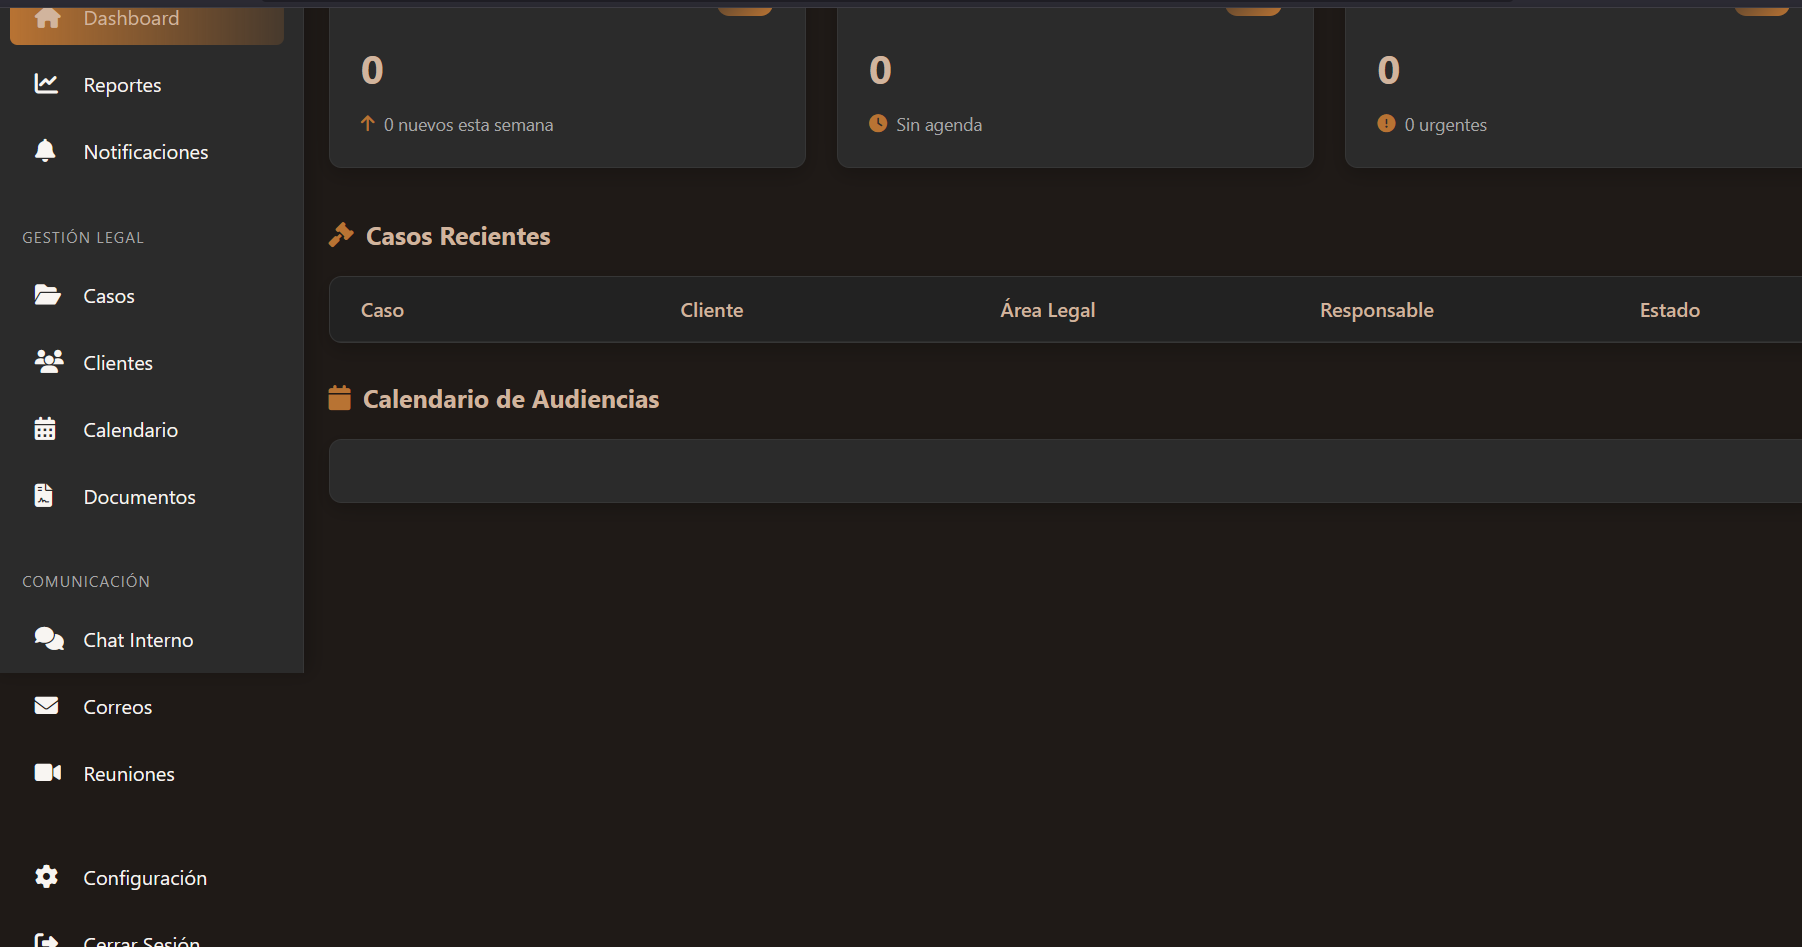 Dashboard
Reportes
Notificaciones
GESTIÓN LEGAL
Casos
Clientes
Calendario
Documentos
COMUNICACIÓN
Chat Interno
Correos
Reuniones
Configuración
Cerrar Sesión
0
0 nuevos esta semana
0
Sin agenda
0
0 urgentes
Casos Recientes
Caso Cliente Área Legal Responsable Estado
Calendario de Audiencias